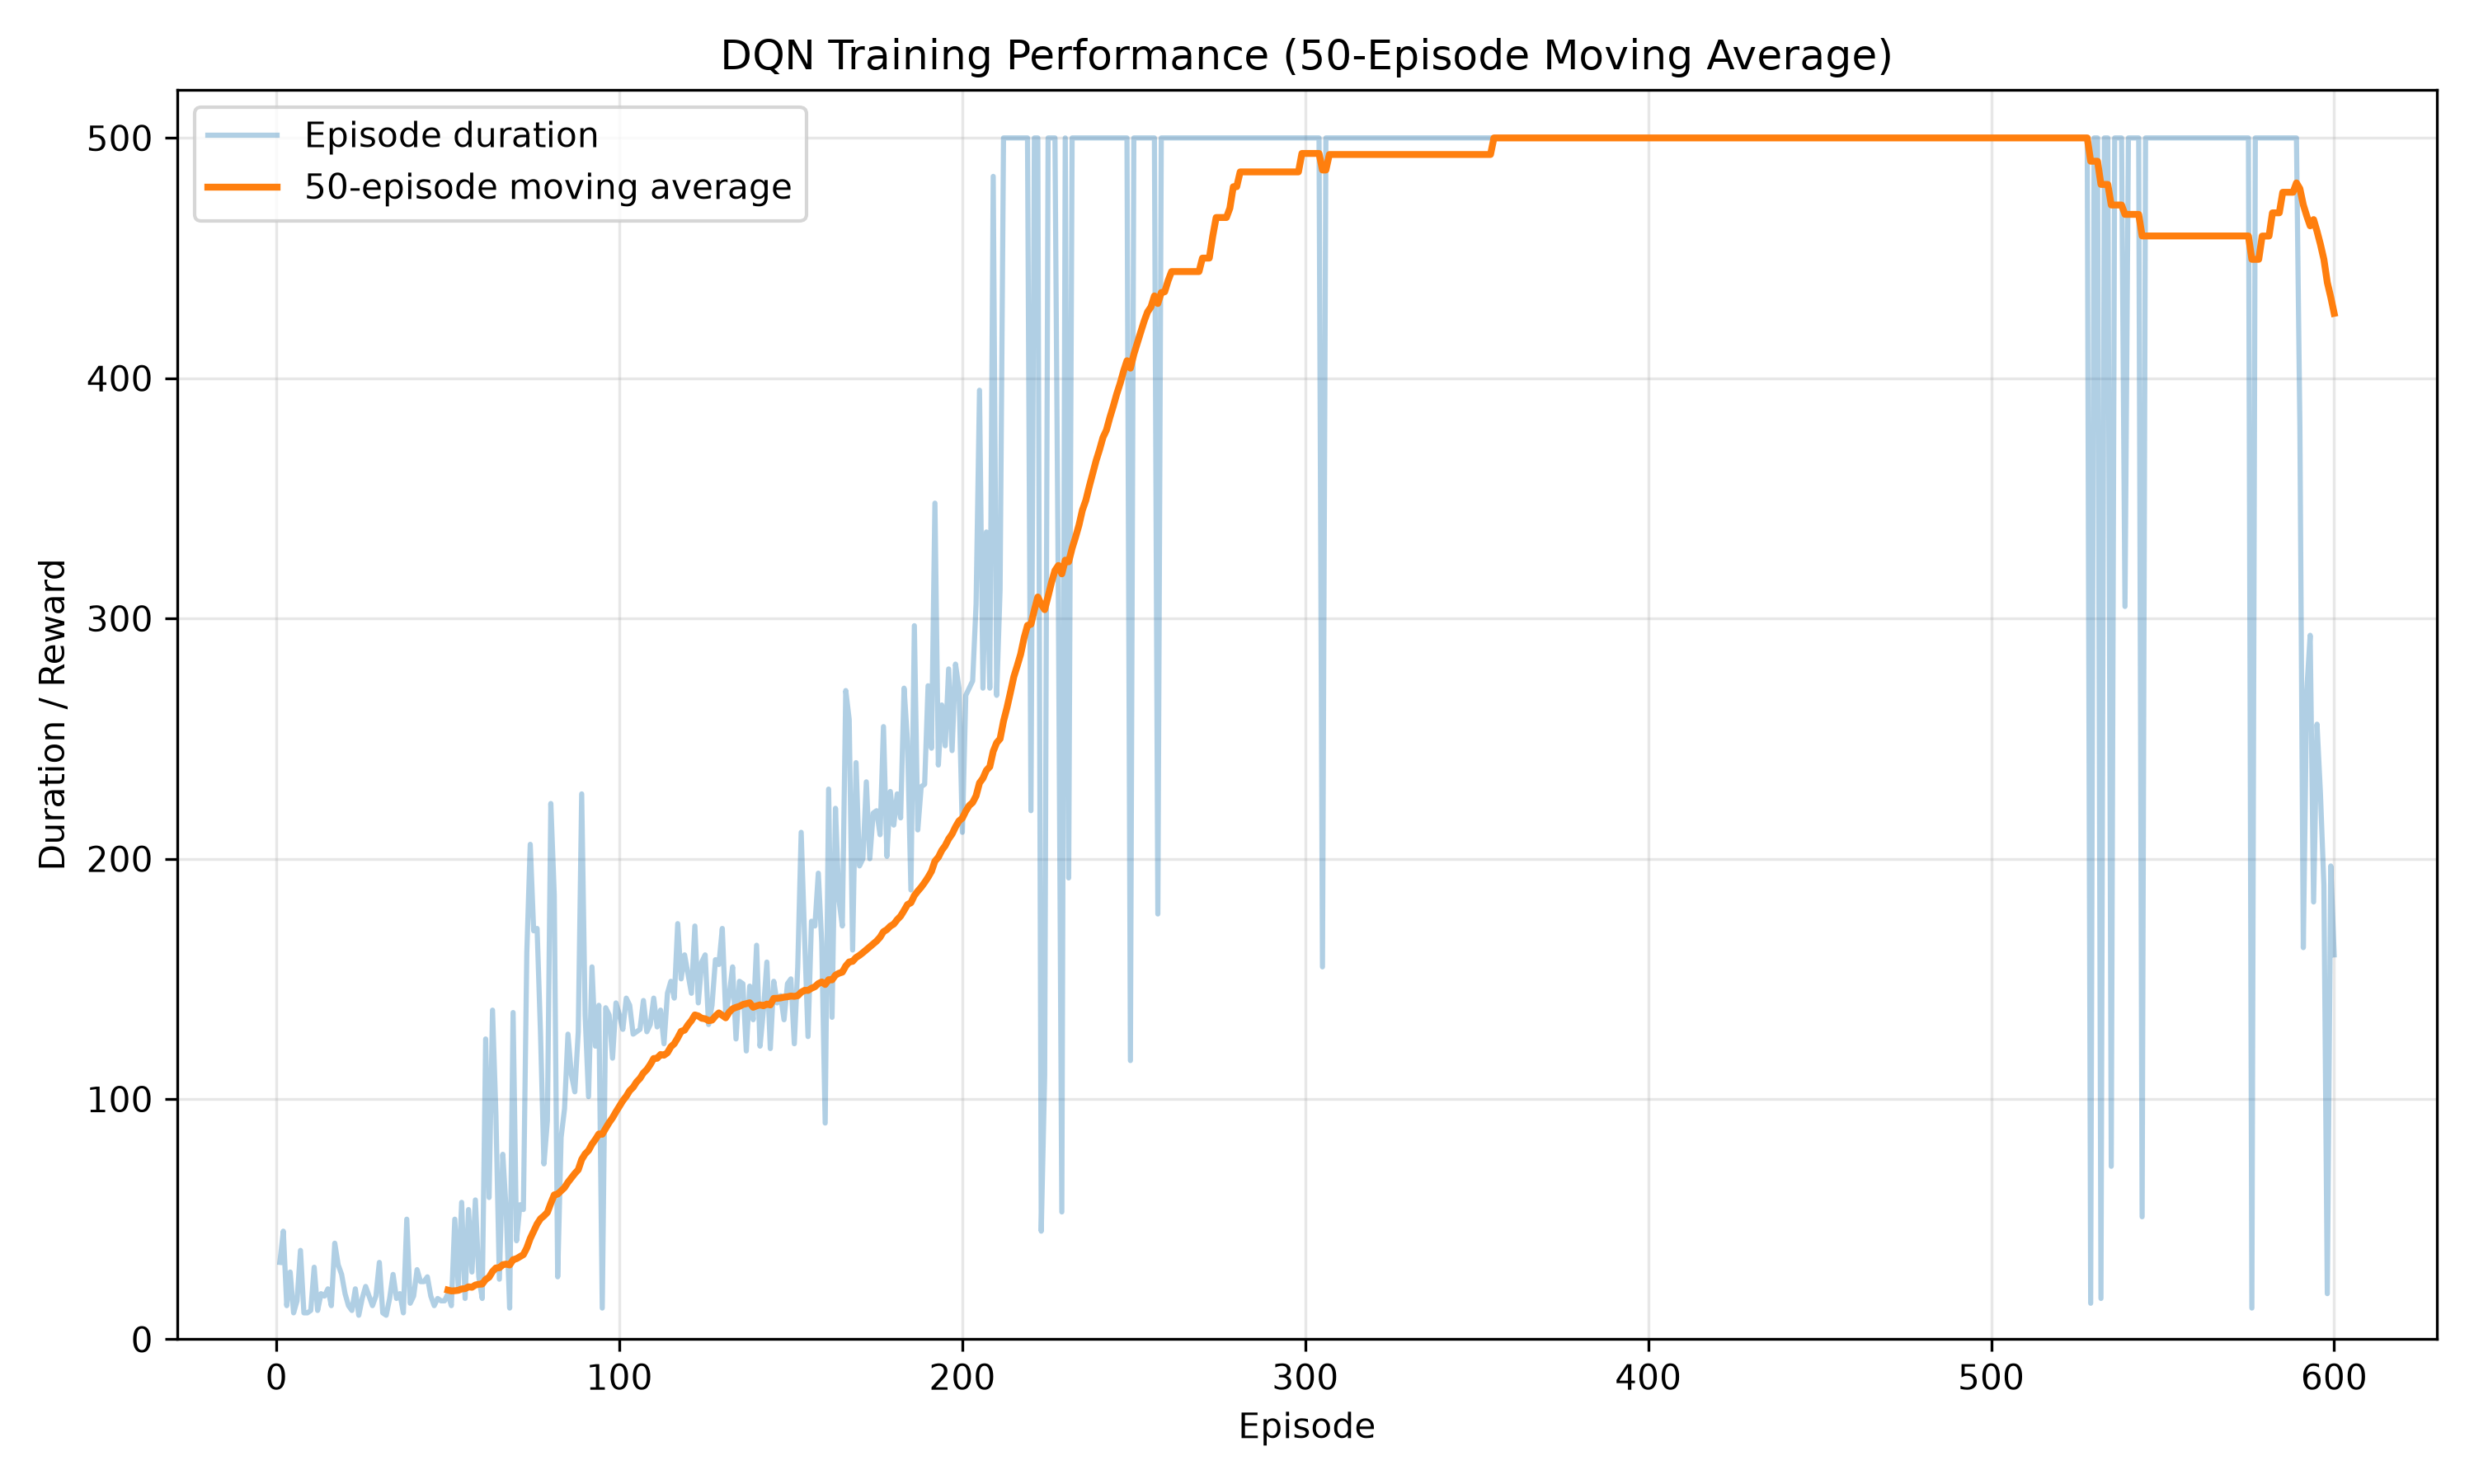 DQN Training Performance (50-Episode Moving Average)
Episode duration
50-episode moving average
Duration / Reward
500
400
300
200
100
0
0 100 200 300 400 500 600
Episode